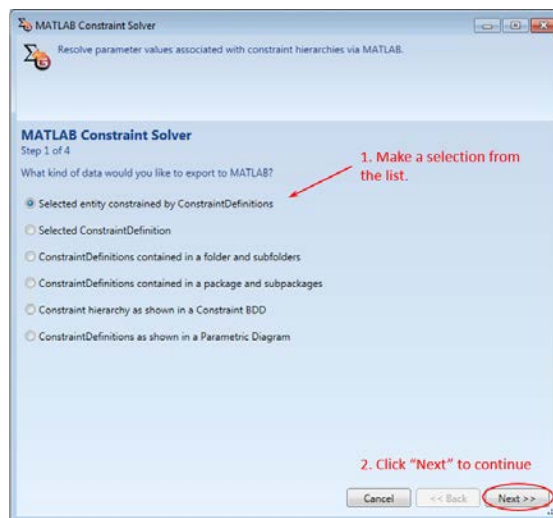 MATLAB Constraint Solver
Resolve parameter values associated with constraint hierarchies via MATLAB.
MATLAB Constraint Solver
Step 1 of 4
What kind of data would you like to export to MATLAB?
1. Make a selection from
the list.
Selected entity constrained by ConstraintDefinitions
Selected ConstraintDefinition
ConstraintDefinitions contained in a folder and subfolders
ConstraintDefinitions contained in a package and subpackages
Constraint hierarchy as shown in a Constraint BDD
ConstraintDefinitions as shown in a Parametric Diagram
2. Click “Next” to continue
Cancel
<< Back
Next >>